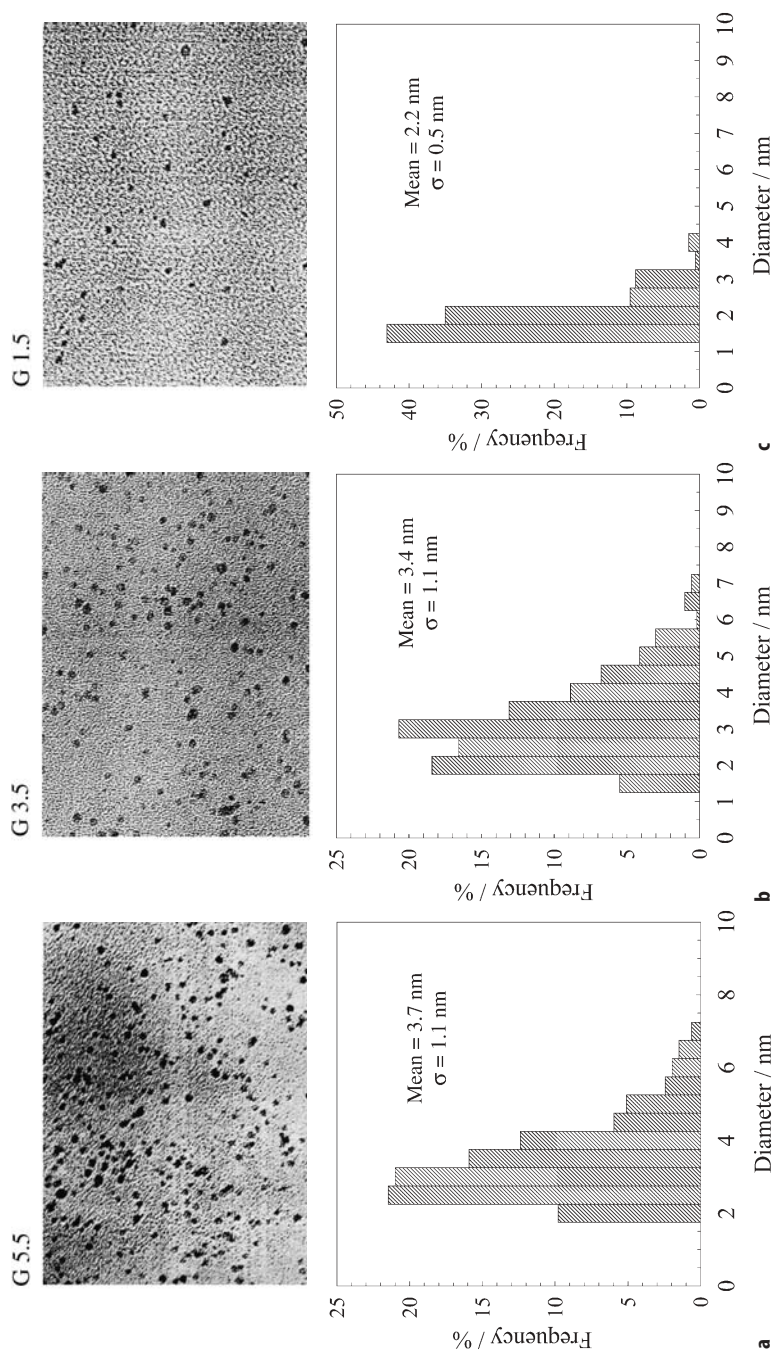 G 5.5
25
20
15
10
5
0
Frequency / %
Mean = 3.7 nm
σ = 1.1 nm
0 2 4 6 8 10
Diameter / nm
a
G 3.5
25
20
15
10
5
0
Frequency / %
Mean = 3.4 nm
σ = 1.1 nm
0 1 2 3 4 5 6 7 8 9 10
Diameter / nm
b
G 1.5
50
40
30
20
10
0
Frequency / %
Mean = 2.2 nm
σ = 0.5 nm
0 1 2 3 4 5 6 7 8 9 10
Diameter / nm
c